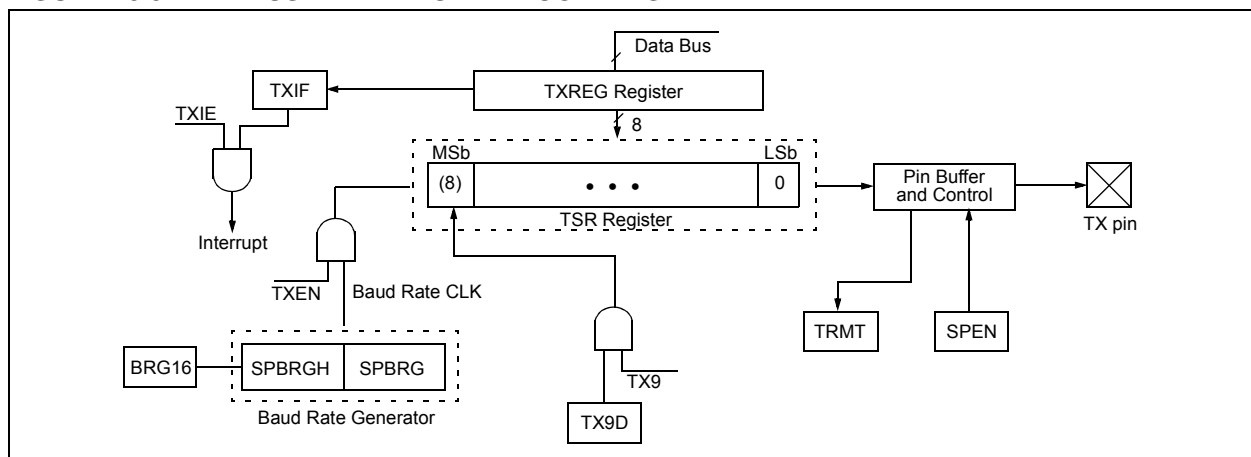 Data Bus
TXIF
TXREG Register
TXIE
8
MSb
LSb
(8)
• • •
0
Pin Buffer
and Control
TSR Register
TX pin
Interrupt
TXEN
Baud Rate CLK
TRMT
SPEN
BRG16
SPBRGH
SPBRG
TX9
Baud Rate Generator
TX9D